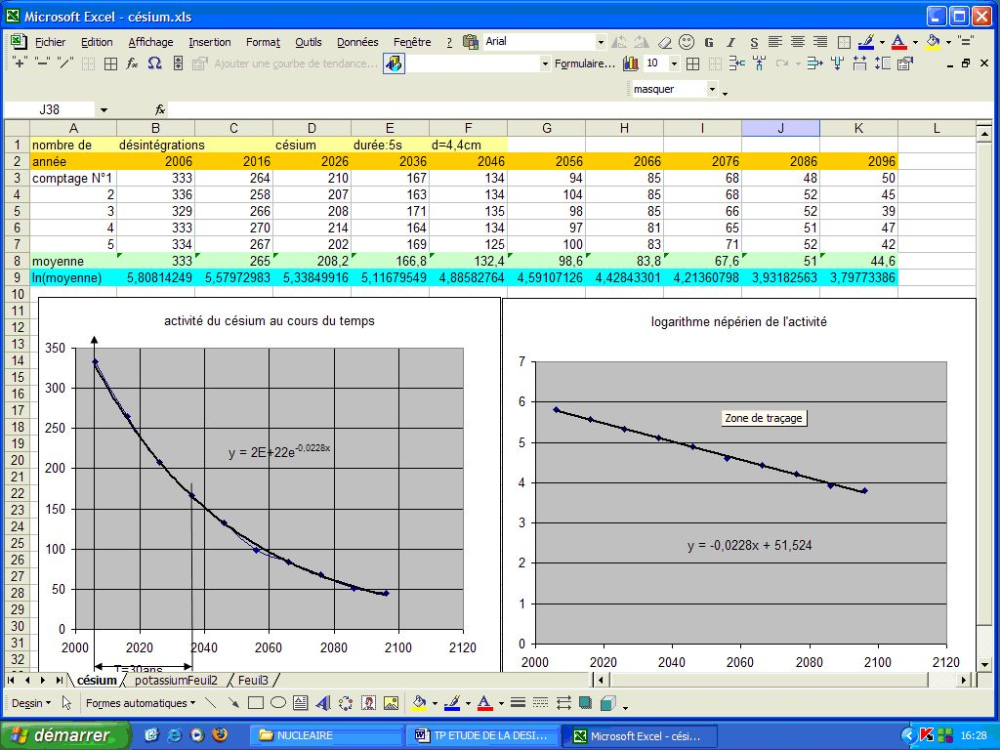 Microsoft Excel - césium.xls
Fichier Edition Affichage Insertion Format Outils Données Fenêtre ? Arial G I S
Ajouter une courbe de tendance... Formulaire... 10
masquer
J38 fx
A B C D E F G H I J K L
1 nombre de désintégrations césium durée:5s d=4,4cm
2 année 2006 2016 2026 2036 2046 2056 2066 2076 2086 2096
3 comptage N°1 333 264 210 167 134 94 85 68 48 50
4 2 336 258 207 163 134 104 85 68 52 45
5 3 329 266 208 171 135 98 85 66 52 39
6 4 333 270 214 164 134 97 81 65 51 47
7 5 334 267 202 169 125 100 83 71 52 42
8 moyenne 333 265 208,2 166,8 132,4 98,6 83,8 67,6 51 44,6
9 ln(moyenne) 5,80814249 5,57972983 5,33849916 5,11679549 4,88582764 4,59107126 4,42843301 4,21360798 3,93182563 3,79773386
10
11
12
13
14
15
16
17
18
19
20
21
22
23
24
25
26
27
28
29
30
31
32
activité du césium au cours du temps
350
300
250
200
150
100
50
0
y = 2E+22e-0,0228x
2000 2020 2040 2060 2080 2100 2120
T=30ans
logarithme népérien de l'activité
7
6
5
4
3
2
1
0
Zone de traçage
y = -0,0228x + 51,524
2000 2020 2040 2060 2080 2100 2120
césium potassiumFeuil2 Feuil3
Dessin Formes automatiques
démarrer NUCLEAIRE TP ETUDE DE LA DESI... Microsoft Excel - cési... 16:28